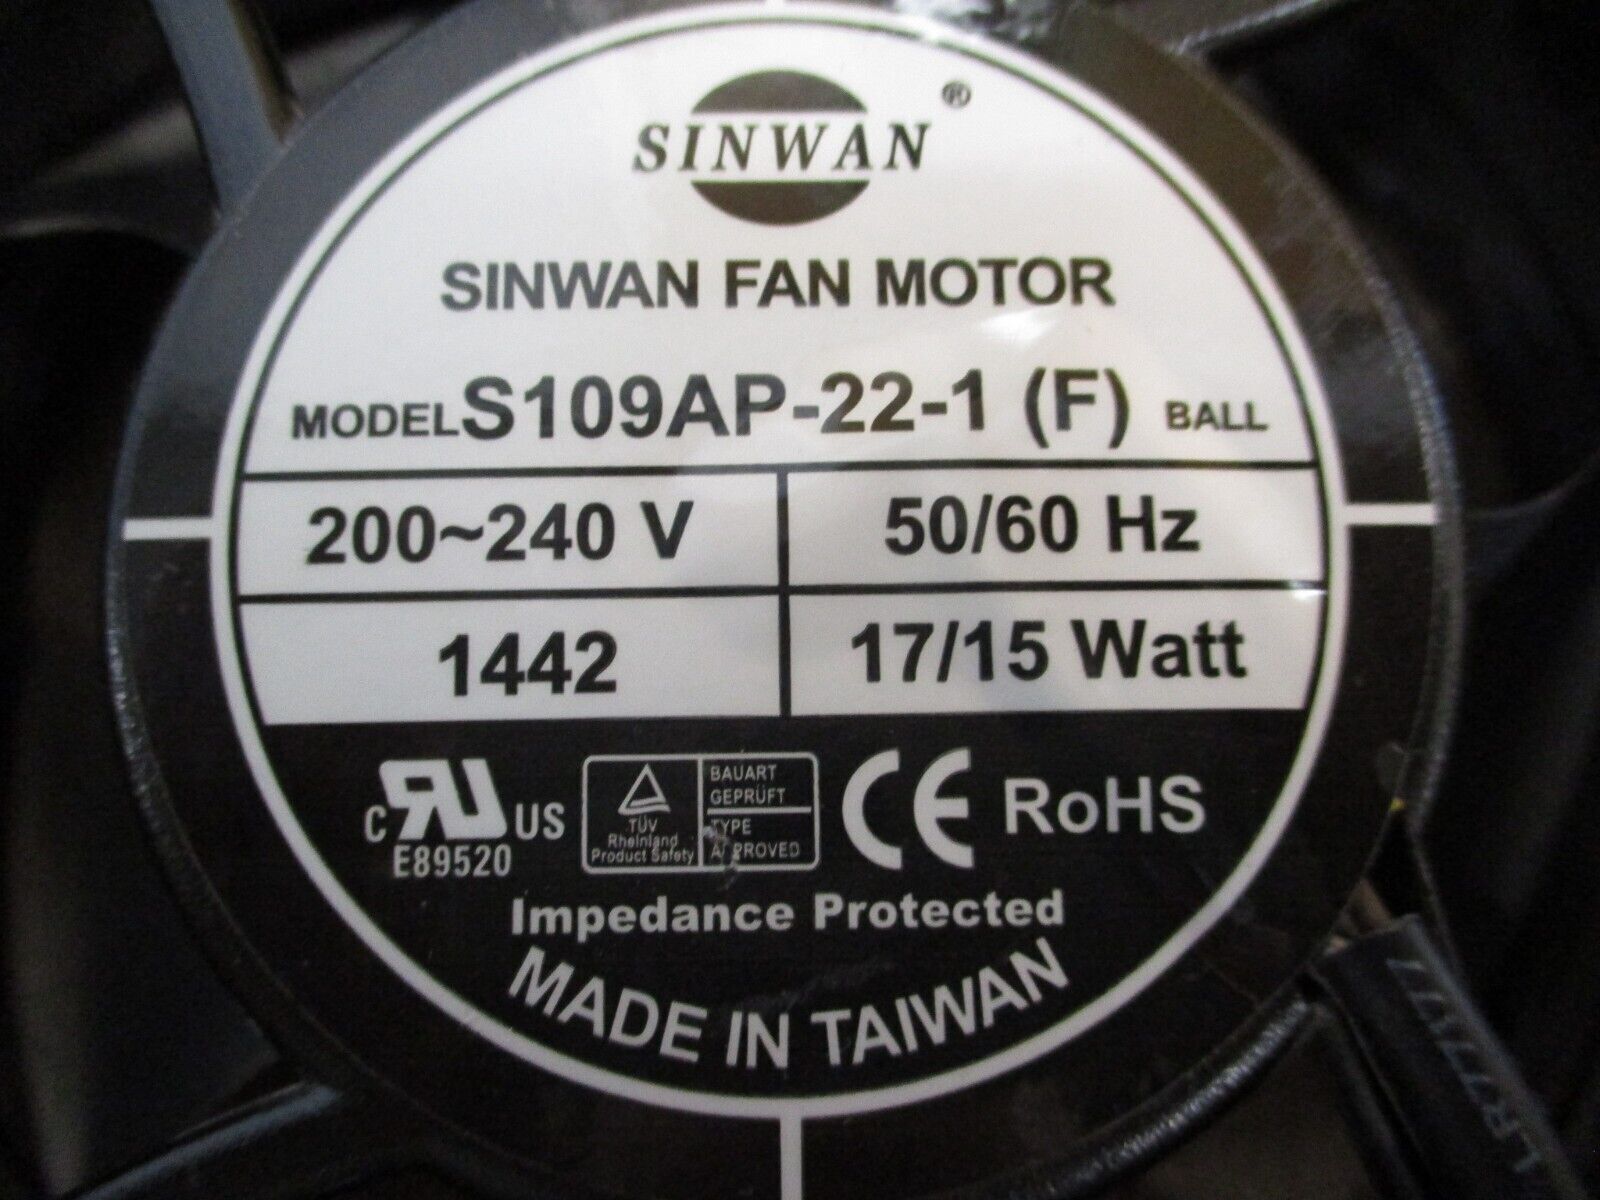 SINWAN ®
SINWAN FAN MOTOR
MODEL S109AP-22-1 (F) BALL
200~240 V
50/60 Hz
1442
17/15 Watt
C RU US
E89520
TÜV
Rheinland
Product Safety
BAUART
GEPRÜFT
TYPE
APPROVED
CE
RoHS
Impedance Protected
MADE IN TAIWAN